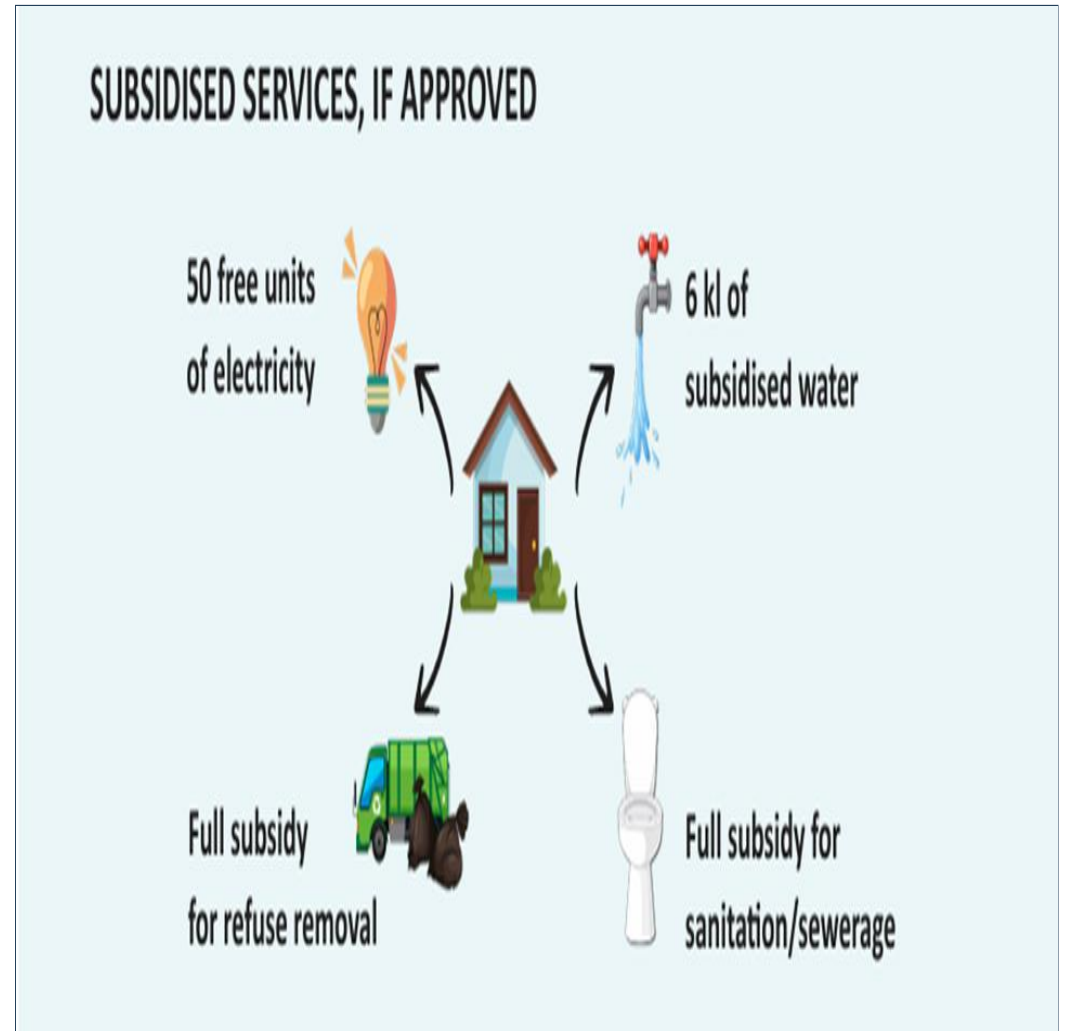 SUBSIDISED SERVICES, IF APPROVED
50 free units
of electricity
6 kl of
subsidised water
Full subsidy
for refuse removal
Full subsidy for
sanitation/sewerage